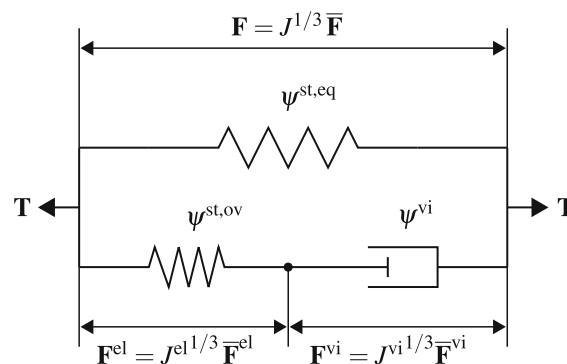 F = J^{1/3} F̅
ψ^{st,eq}
T
T
ψ^{st,ov}
ψ^{vi}
F^{el} = J^{el 1/3} F̅^{el}
F^{vi} = J^{vi 1/3} F̅^{vi}